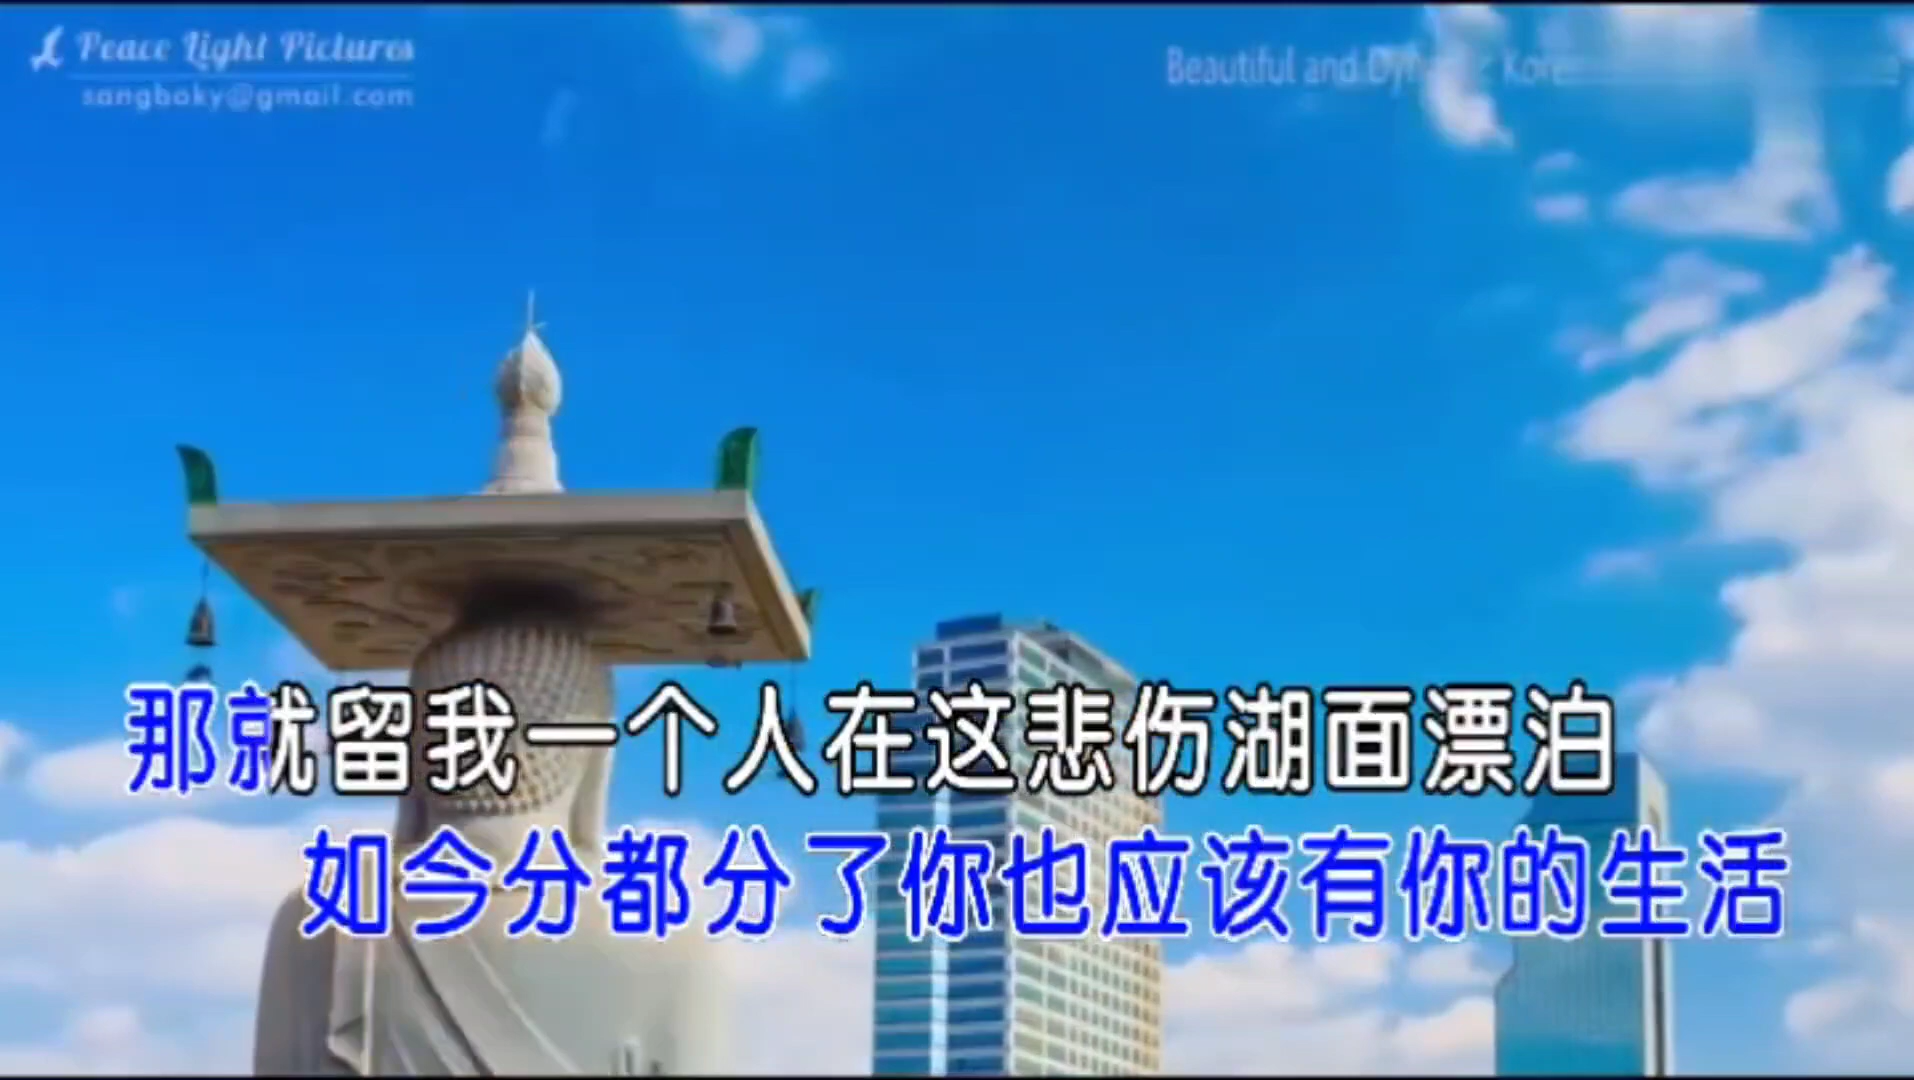 Peace Light Pictures
sangboky@gmail.com
Beautiful and
那就留我一个人在这悲伤湖面漂泊
如今分都分了你也应该有你的生活